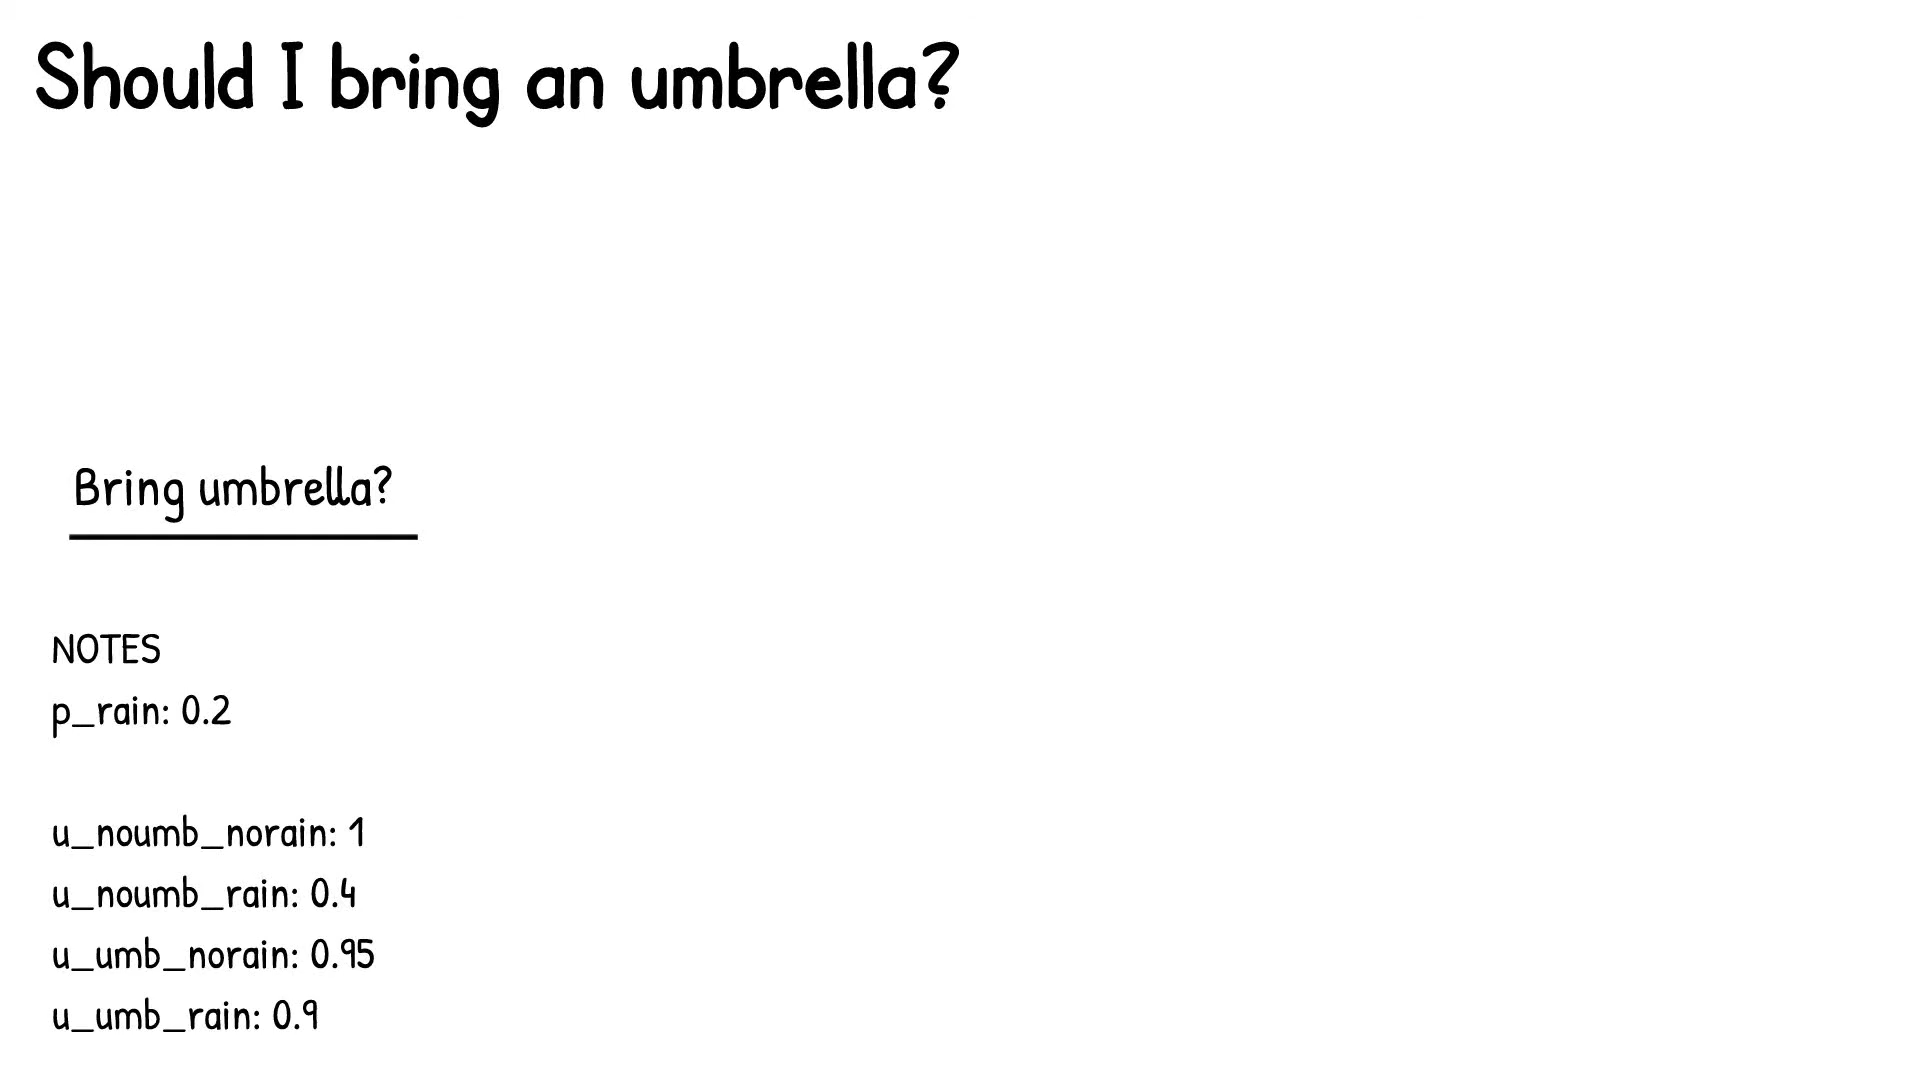 Should I bring an umbrella?
Bring umbrella?
NOTES
p_rain: 0.2
u_noumb_norain: 1
u_noumb_rain: 0.4
u_umb_norain: 0.95
u_umb_rain: 0.9